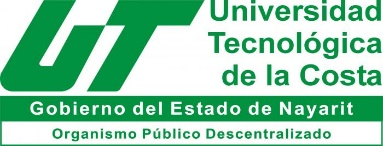 UT
Universidad
Tecnológica
de la Costa
Gobierno del Estado de Nayarit
Organismo Público Descentralizado